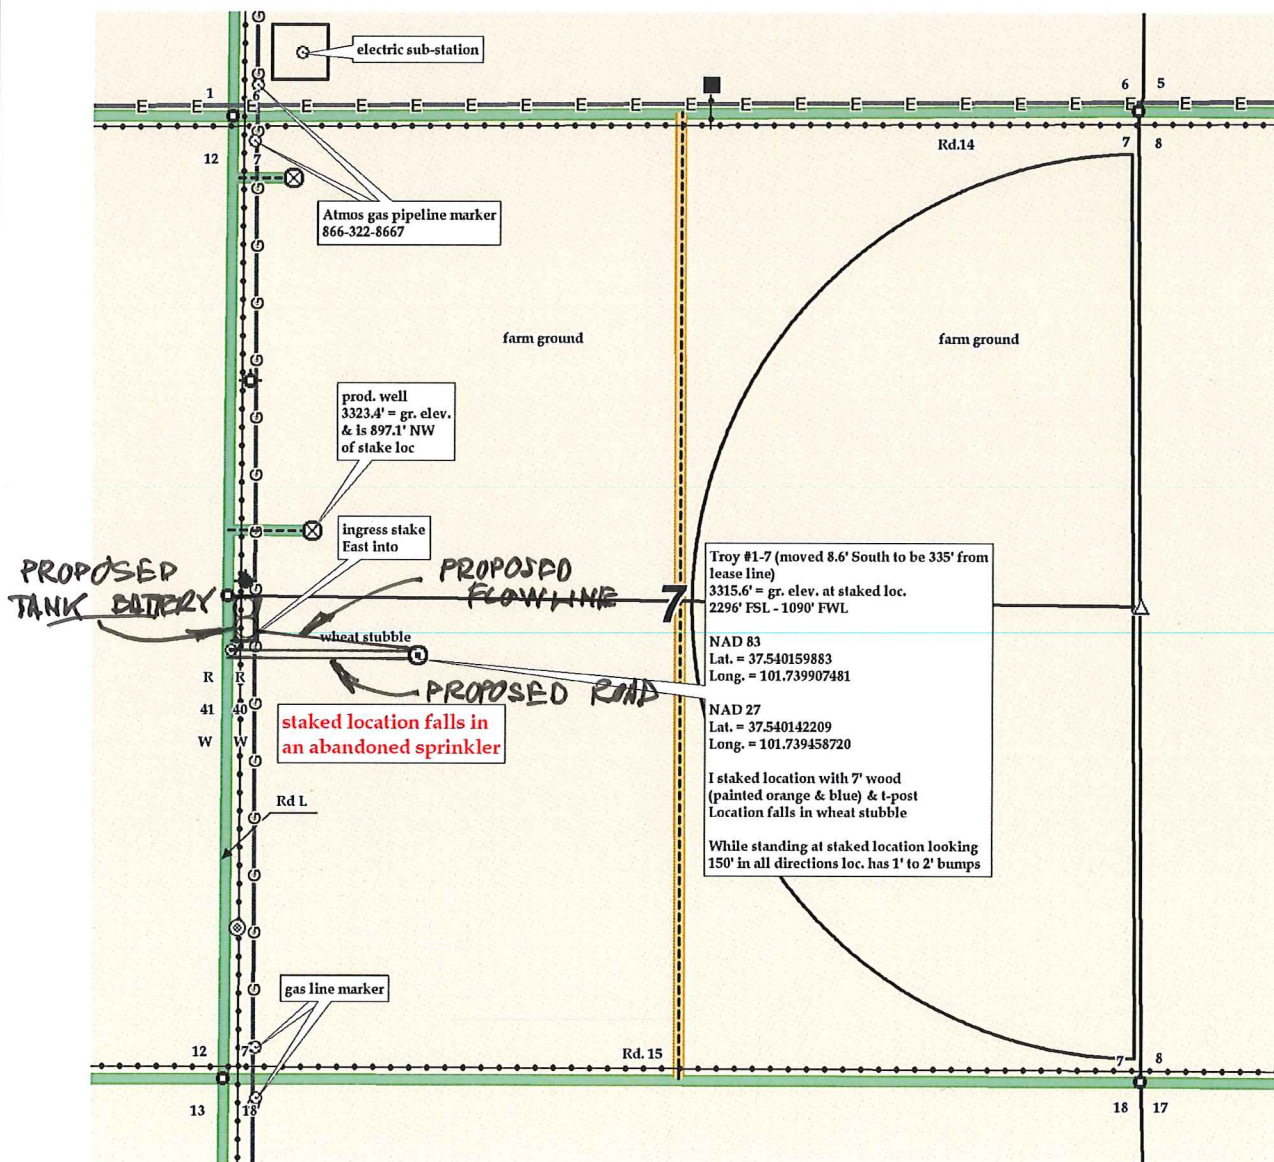 electric sub-station
1
6
6 5
E E E E E E E E E E E E E E E E E E E E E
12
7
Rd.14
7 8
Atmos gas pipeline marker
866-322-8667
farm ground
farm ground
prod. well
3323.4' = gr. elev.
& is 897.1' NW
of stake loc
ingress stake
East into
PROPOSED
TANK BATTERY
PROPOSED
FLOWLINE
7
wheat stubble
PROPOSED ROAD
R R
41 40
W W
staked location falls in
an abandoned sprinkler
Troy #1-7 (moved 8.6' South to be 335' from
lease line)
3315.6' = gr. elev. at staked loc.
2296' FSL - 1090' FWL
NAD 83
Lat. = 37.540159883
Long. = 101.739907481
NAD 27
Lat. = 37.540142209
Long. = 101.739458720
I staked location with 7' wood
(painted orange & blue) & t-post
Location falls in wheat stubble
While standing at staked location looking
150' in all directions loc. has 1' to 2' bumps
Rd L
G G G G G G G G G G G G G G G G G G
gas line marker
12
7
Rd. 15
7 8
13
18
18 17